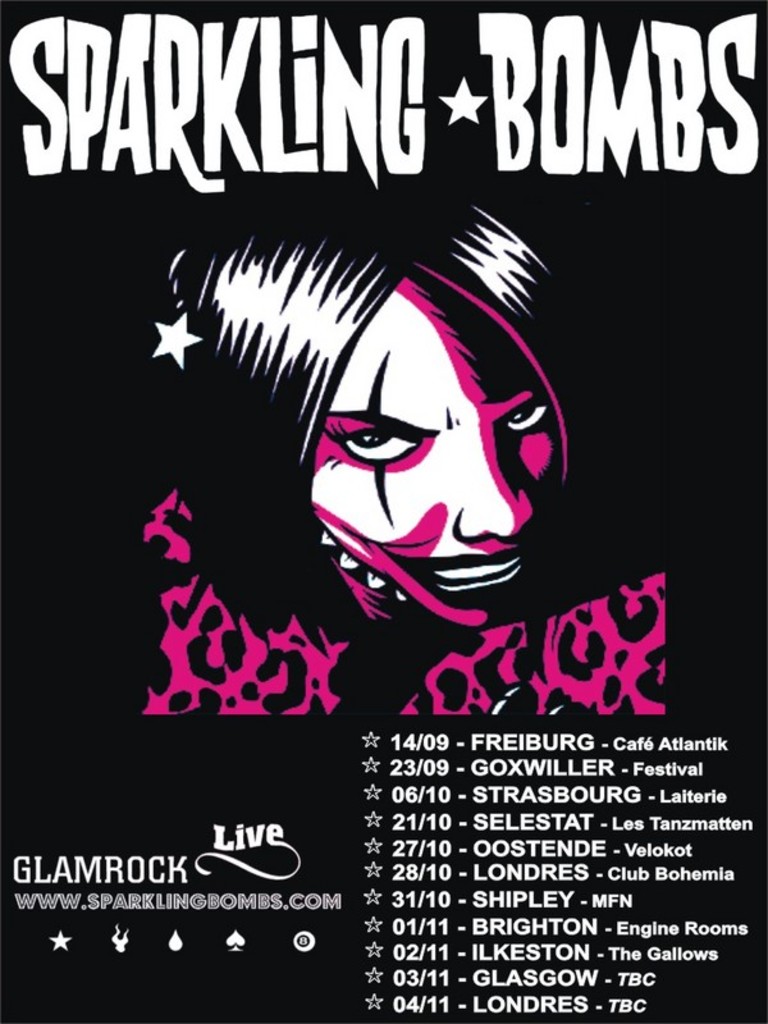 SPARKLING ★ BOMBS
☆ 14/09 - FREIBURG - Café Atlantik
☆ 23/09 - GOXWILLER - Festival
☆ 06/10 - STRASBOURG - Laiterie
☆ 21/10 - SELESTAT - Les Tanzmatten
☆ 27/10 - OOSTENDE - Velokot
☆ 28/10 - LONDRES - Club Bohemia
☆ 31/10 - SHIPLEY - MFN
☆ 01/11 - BRIGHTON - Engine Rooms
☆ 02/11 - ILKESTON - The Gallows
☆ 03/11 - GLASGOW - TBC
☆ 04/11 - LONDRES - TBC
GLAMROCK Live
WWW.SPARKLINGBOMBS.COM
8